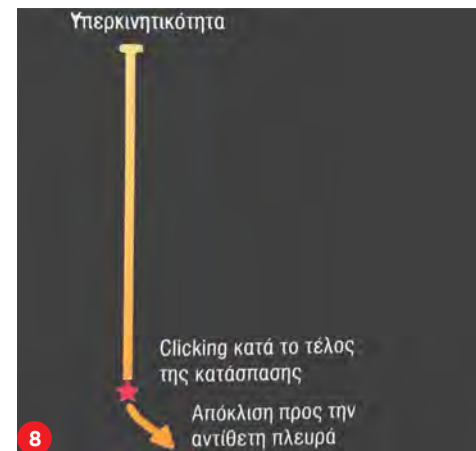 Υπερκινητικότητα
Clicking κατά το τέλος
της κατάσπασης
Απόκλιση προς την
αντίθετη πλευρά
8